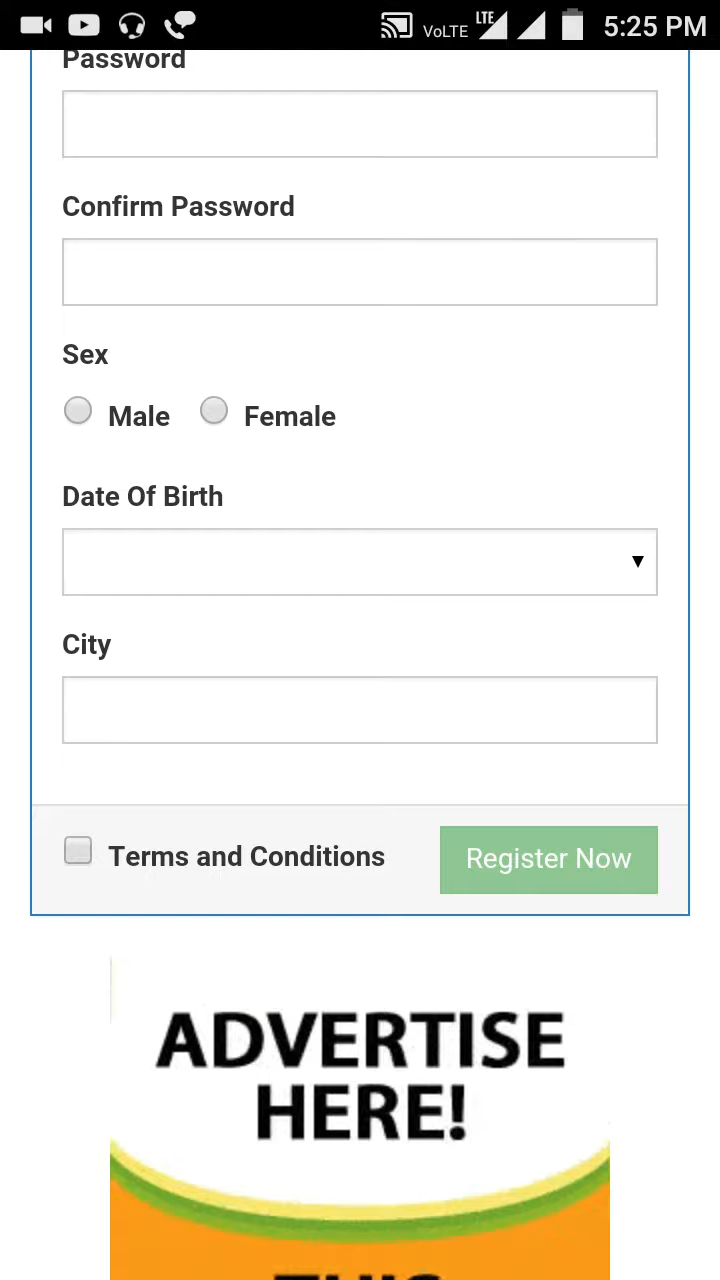 VoLTE LTE 5:25 PM
Password
Confirm Password
Sex
Male Female
Date Of Birth
City
Terms and Conditions Register Now
ADVERTISE
HERE!